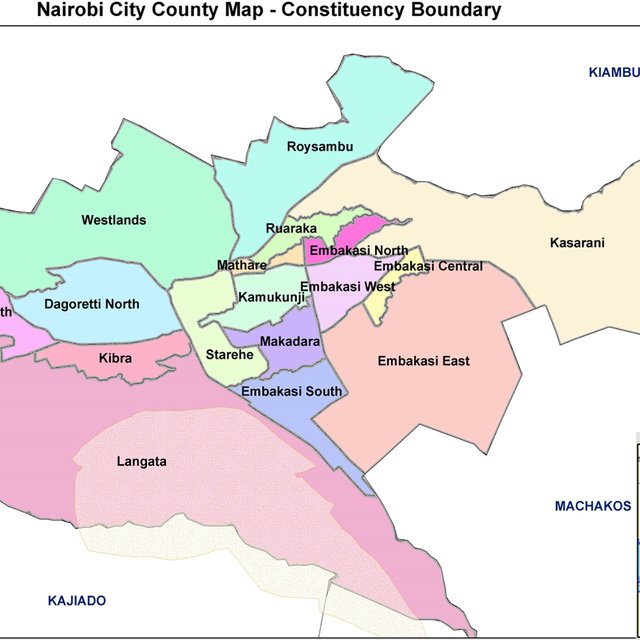 Nairobi City County Map - Constituency Boundary
KIAMBU
Roysambu
Westlands
Ruaraka
Kasarani
Embakasi North
Mathare
Embakasi Central
Embakasi West
Kamukunji
Dagoretti North
th
Makadara
Starehe
Kibra
Embakasi East
Embakasi South
Langata
MACHAKOS
KAJIADO